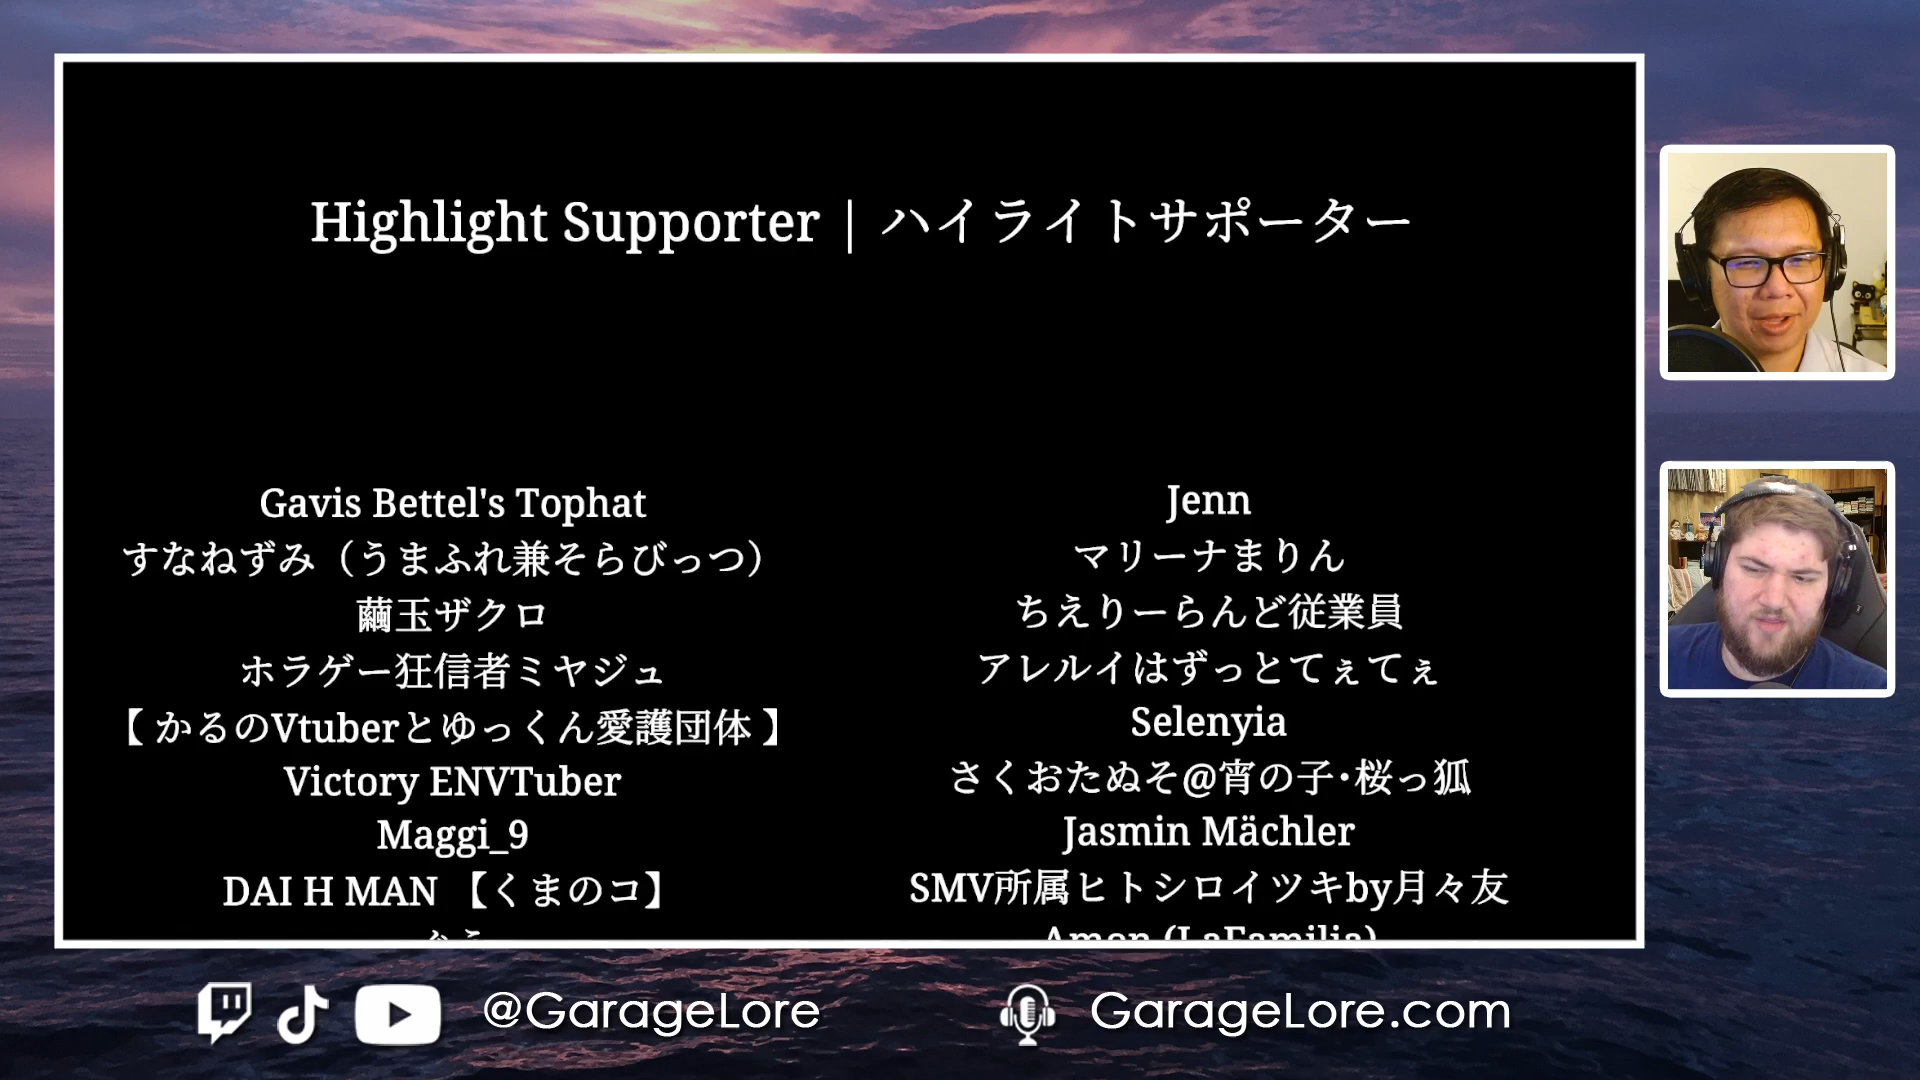 Highlight Supporter | ハイライトサポーター
Gavis Bettel's Tophat
すなねずみ（うまふれ兼そらびっつ）
繭玉ザクロ
ホラゲー狂信者ミヤジュ
【 かるのVtuberとゆっくん愛護団体 】
Victory ENVTuber
Maggi_9
DAI H MAN 【くまのコ】
Jenn
マリーナまりん
ちえりーらんど従業員
アレルイはずっとてぇてぇ
Selenyia
さくおたぬそ@宵の子･桜っ狐
Jasmin Mächler
SMV所属ヒトシロイツキby月々友
Amon (LaFamilia)
@GarageLore
GarageLore.com